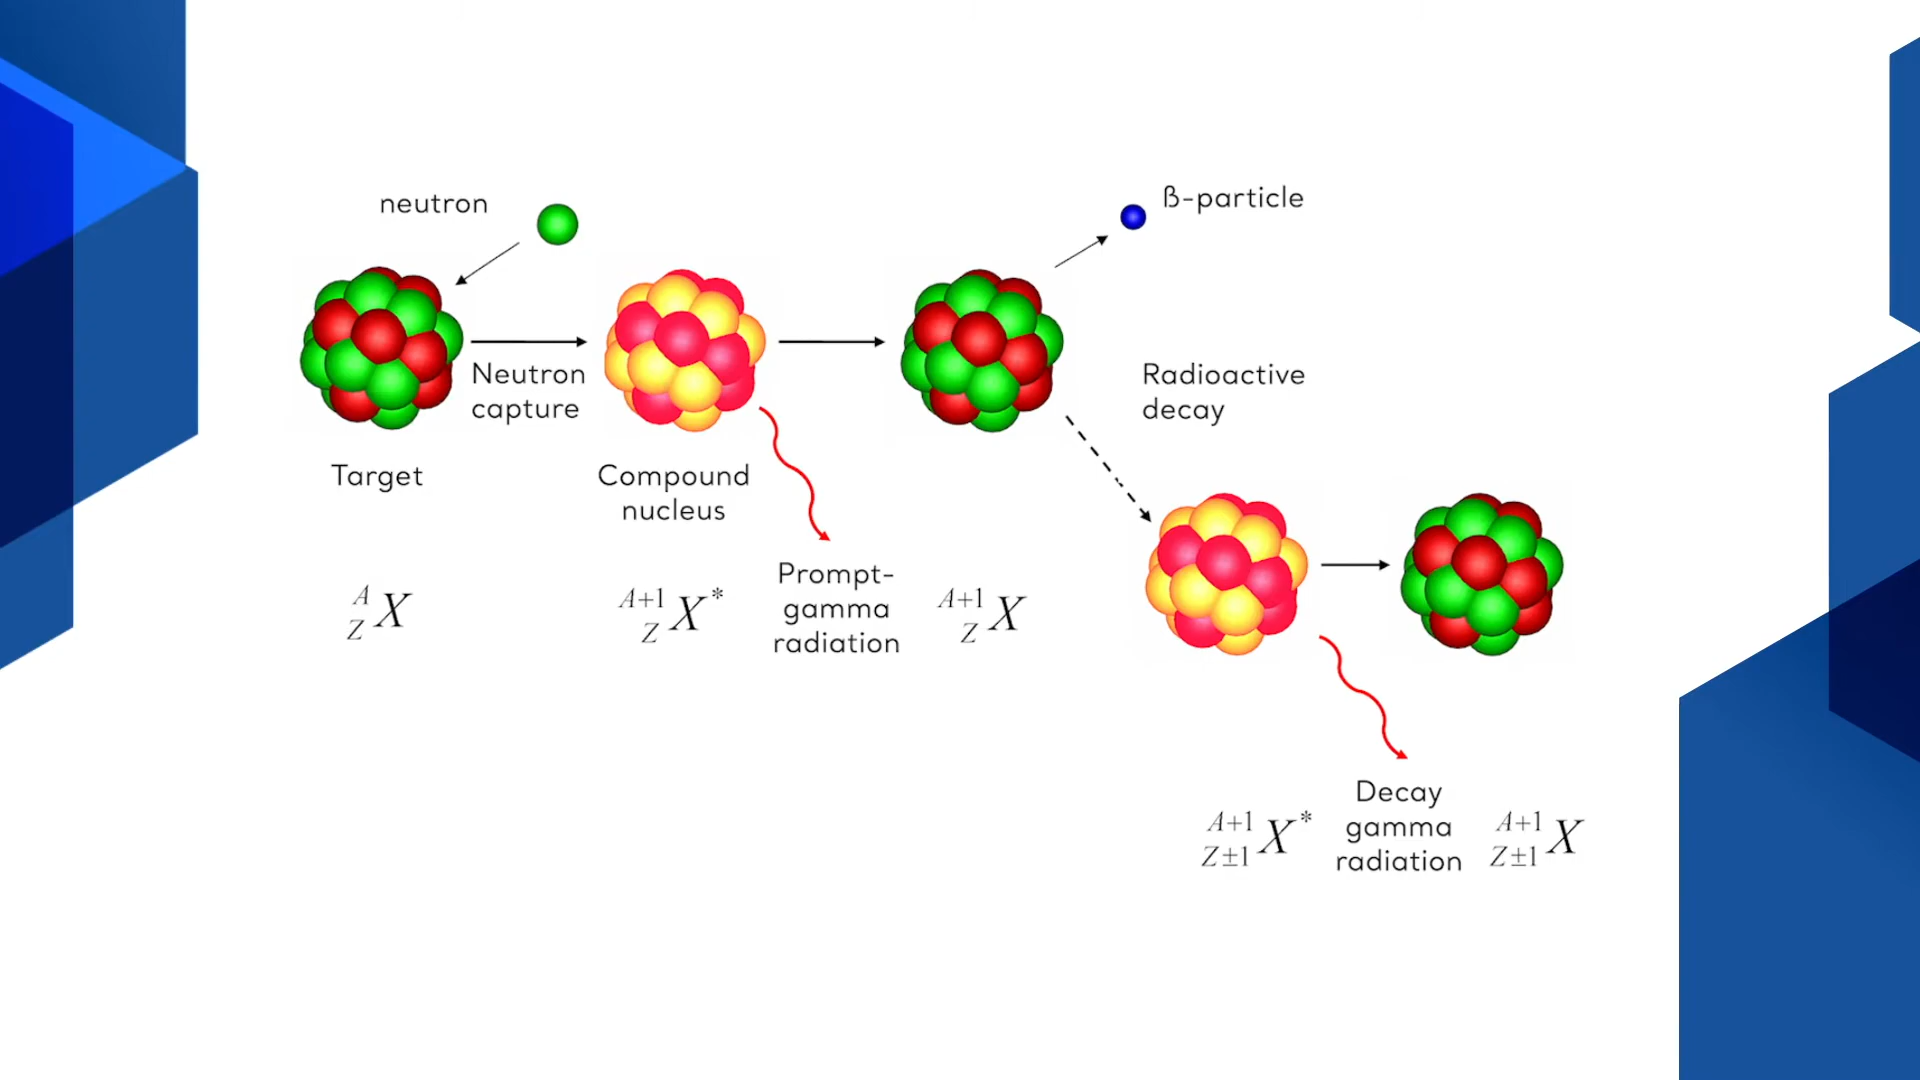 neutron
ß-particle
Neutron
capture
Radioactive
decay
Target
Compound
nucleus
Prompt-
gamma
radiation
A
Z X
A+1
Z X*
A+1
Z X
Decay
gamma
radiation
A+1
Z±1 X*
A+1
Z±1 X